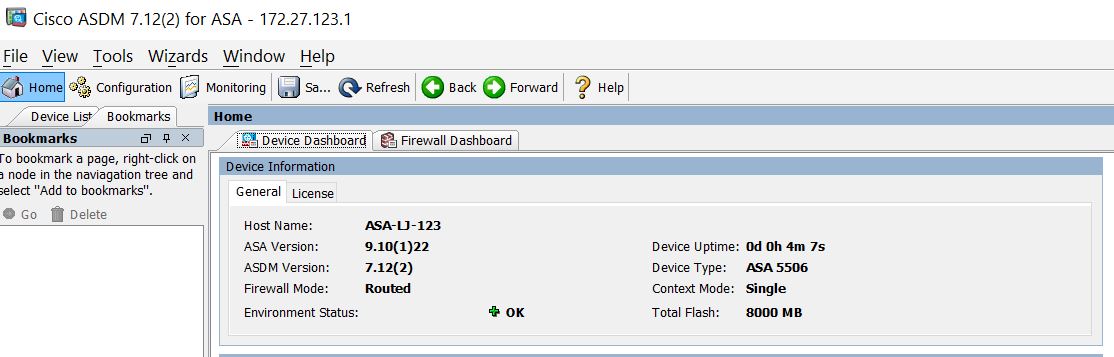 Cisco ASDM 7.12(2) for ASA - 172.27.123.1
File View Tools Wizards Window Help
Home Configuration Monitoring Sa... Refresh Back Forward Help
Device List Bookmarks
Home
Bookmarks
Device Dashboard Firewall Dashboard
To bookmark a page, right-click on
a node in the naviagation tree and
select "Add to bookmarks".
Go Delete
Device Information
General License
Host Name: ASA-LJ-123
ASA Version: 9.10(1)22 Device Uptime: 0d 0h 4m 7s
ASDM Version: 7.12(2) Device Type: ASA 5506
Firewall Mode: Routed Context Mode: Single
Environment Status: OK Total Flash: 8000 MB